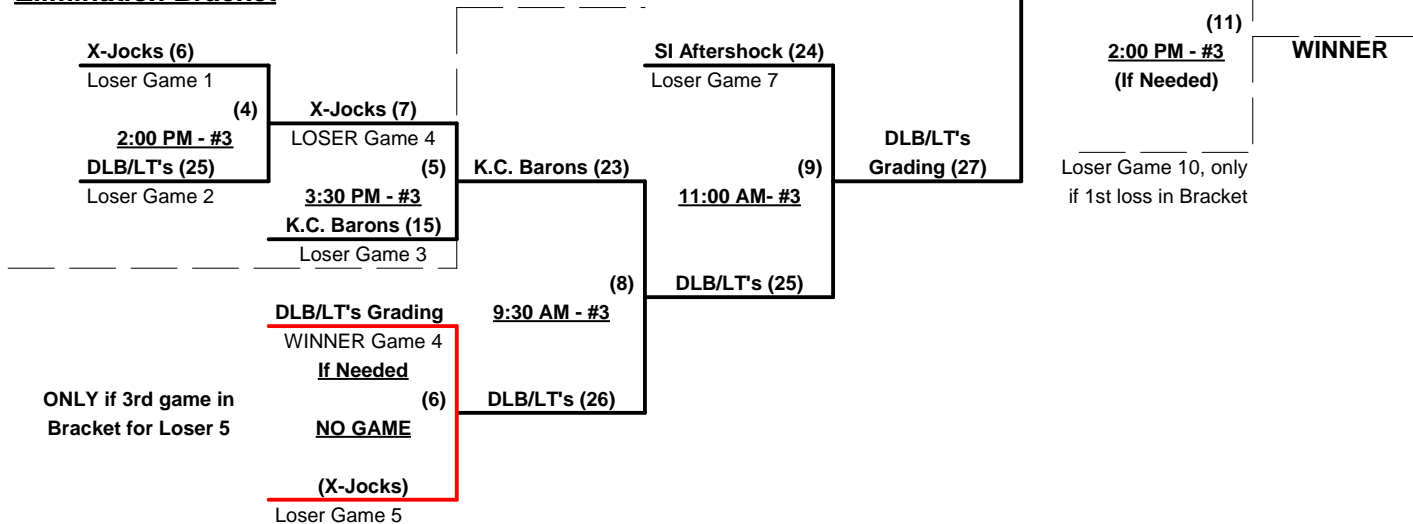 Elimination Bracket
X-Jocks (6)
Loser Game 1
(4)
2:00 PM - #3
DLB/LT's (25)
Loser Game 2
X-Jocks (7)
LOSER Game 4
(5)
3:30 PM - #3
K.C. Barons (15)
Loser Game 3
DLB/LT's Grading
WINNER Game 4
If Needed
(6)
NO GAME
(X-Jocks)
Loser Game 5
ONLY if 3rd game in
Bracket for Loser 5
K.C. Barons (23)
(8)
9:30 AM - #3
DLB/LT's (26)
SI Aftershock (24)
Loser Game 7
(9)
11:00 AM- #3
DLB/LT's (25)
DLB/LT's
Grading (27)
(11)
2:00 PM - #3
(If Needed)
Loser Game 10, only
if 1st loss in Bracket
WINNER